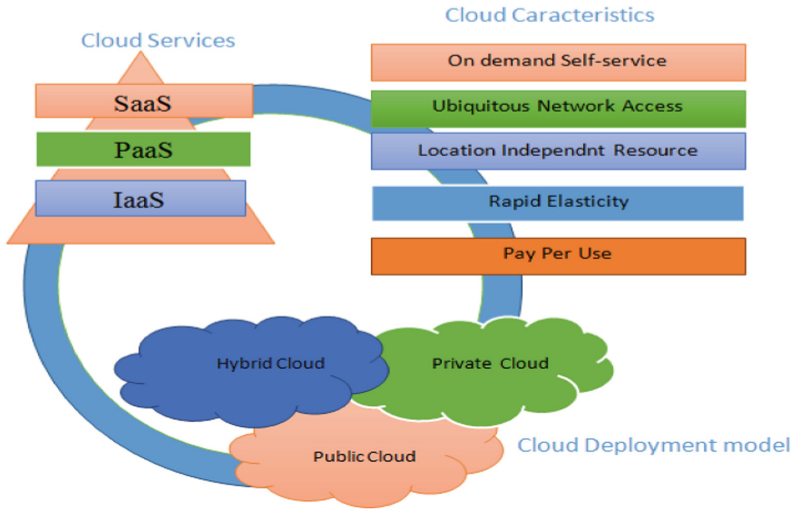 Cloud Services
SaaS
PaaS
IaaS
Cloud Caracteristics
On demand Self-service
Ubiquitous Network Access
Location Independnt Resource
Rapid Elasticity
Pay Per Use
Hybrid Cloud
Private Cloud
Public Cloud
Cloud Deployment model